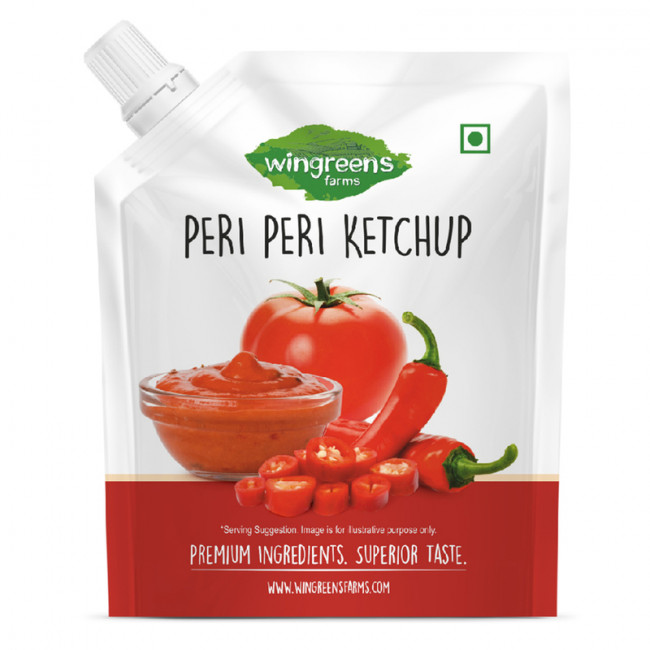 wingreens
farms
PERI PERI KETCHUP
*Serving Suggestion. Image is for illustrative purpose only.
PREMIUM INGREDIENTS. SUPERIOR TASTE.
WWW.WINGREENSFARMS.COM